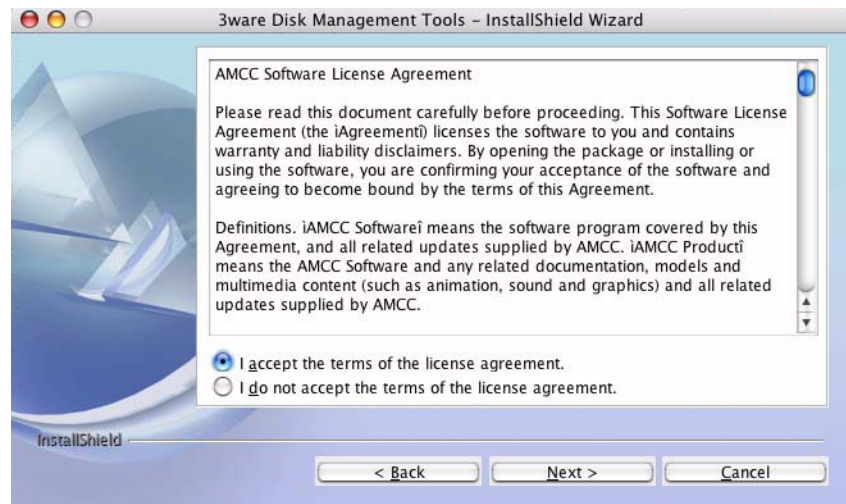 3ware Disk Management Tools – InstallShield Wizard
AMCC Software License Agreement
Please read this document carefully before proceeding. This Software License
Agreement (the ìAgreementî) licenses the software to you and contains
warranty and liability disclaimers. By opening the package or installing or
using the software, you are confirming your acceptance of the software and
agreeing to become bound by the terms of this Agreement.
Definitions. ìAMCC Softwareî means the software program covered by this
Agreement, and all related updates supplied by AMCC. ìAMCC Productî
means the AMCC Software and any related documentation, models and
multimedia content (such as animation, sound and graphics) and all related
updates supplied by AMCC.
I accept the terms of the license agreement.
I do not accept the terms of the license agreement.
InstallShield
< Back
Next >
Cancel